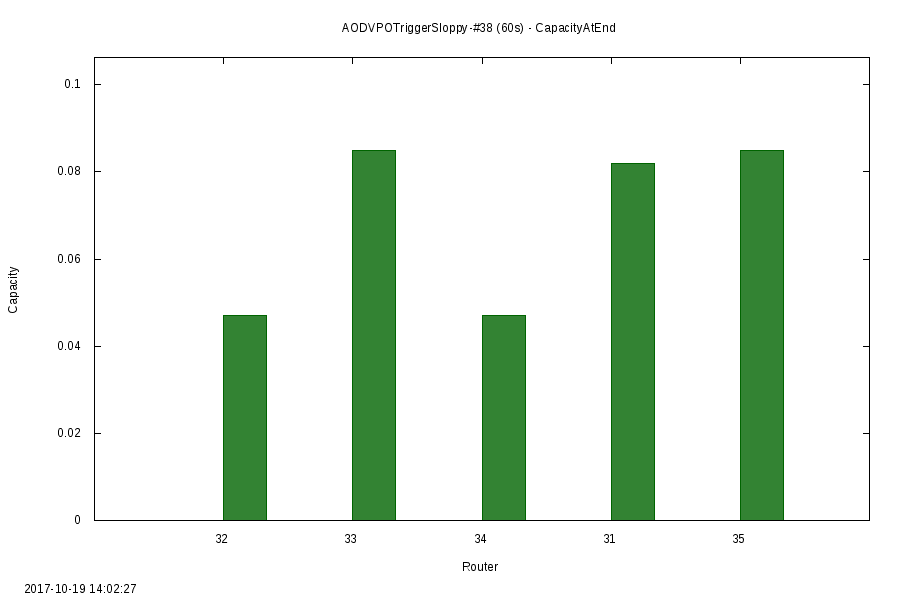 AODVPOTriggerSloppy-#38 (60s) - CapacityAtEnd
0.1
0.08
0.06
0.04
0.02
0
Capacity
32 33 34 31 35
Router
2017-10-19 14:02:27